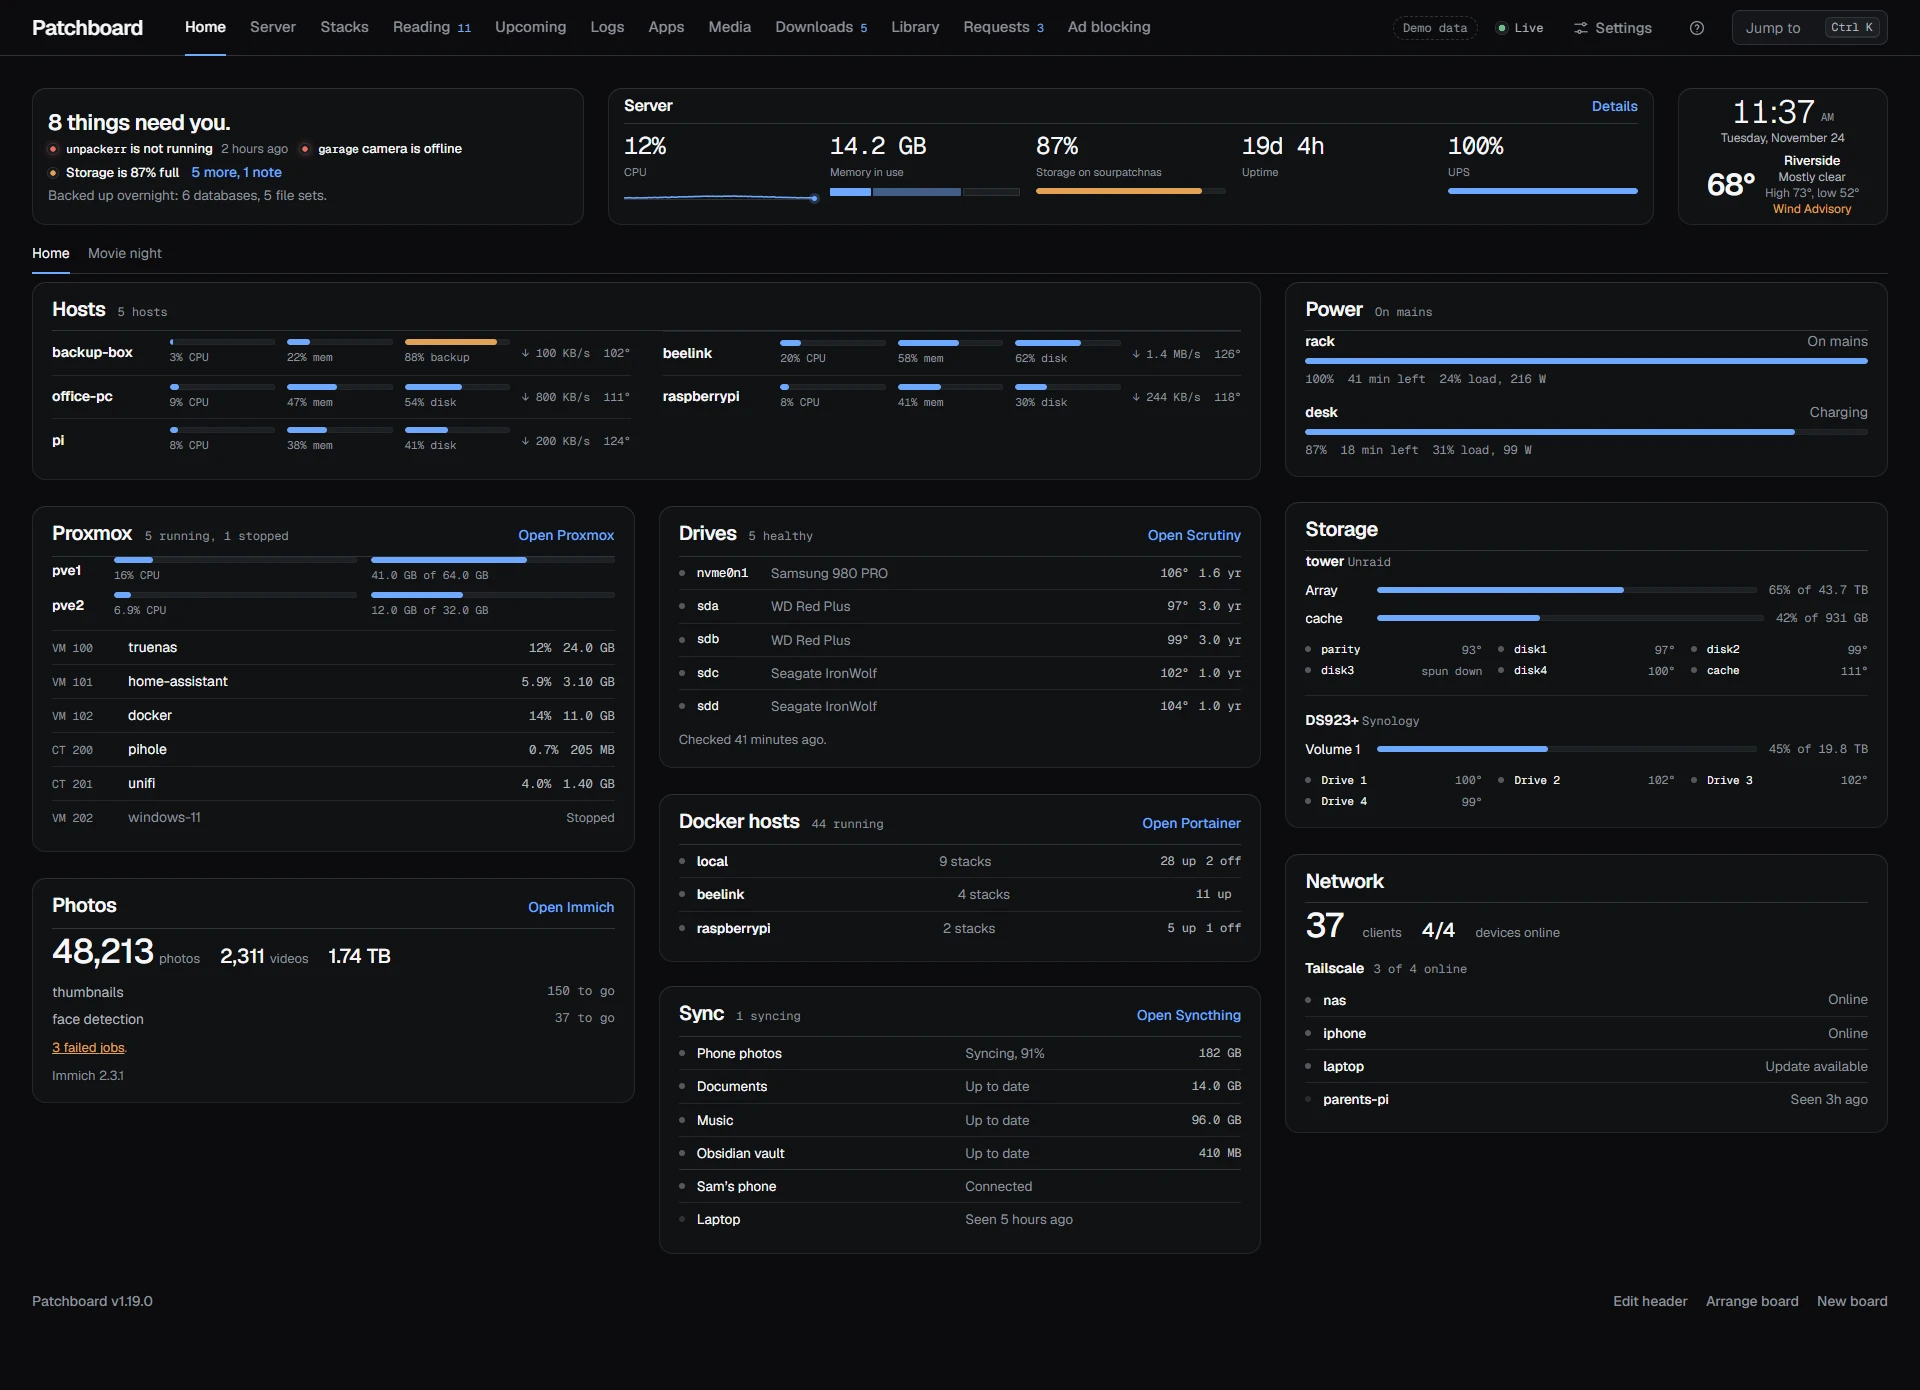 Patchboard Home Server Stacks Reading 11 Upcoming Logs Apps Media Downloads 5 Library Requests 3 Ad blocking Demo data Live Settings ? Jump to Ctrl K
8 things need you.
unpackerr is not running 2 hours ago garage camera is offline
Storage is 87% full 5 more, 1 note
Backed up overnight: 6 databases, 5 file sets.
Server Details
12% 14.2 GB 87% 19d 4h 100%
CPU Memory in use Storage on sourpatchnas Uptime UPS
11:37 AM
Tuesday, November 24
68°
Riverside
Mostly clear
High 73°, low 52°
Wind Advisory
Home Movie night
Hosts 5 hosts
backup-box 3% CPU 22% mem 88% backup ↓ 100 KB/s 102°
office-pc 9% CPU 47% mem 54% disk ↓ 800 KB/s 111°
pi 8% CPU 38% mem 41% disk ↓ 200 KB/s 124°
beelink 20% CPU 58% mem 62% disk ↓ 1.4 MB/s 126°
raspberrypi 8% CPU 41% mem 30% disk ↓ 244 KB/s 118°
Power On mains
rack On mains
100% 41 min left 24% load, 216 W
desk Charging
87% 18 min left 31% load, 99 W
Proxmox 5 running, 1 stopped Open Proxmox
pve1 16% CPU 41.0 GB of 64.0 GB
pve2 6.9% CPU 12.0 GB of 32.0 GB
VM 100 truenas 12% 24.0 GB
VM 101 home-assistant 5.9% 3.10 GB
VM 102 docker 14% 11.0 GB
CT 200 pihole 0.7% 205 MB
CT 201 unifi 4.0% 1.40 GB
VM 202 windows-11 Stopped
Photos Open Immich
48,213 photos 2,311 videos 1.74 TB
thumbnails 150 to go
face detection 37 to go
3 failed jobs.
Immich 2.3.1
Drives 5 healthy Open Scrutiny
nvme0n1 Samsung 980 PRO 106° 1.6 yr
sda WD Red Plus 97° 3.0 yr
sdb WD Red Plus 99° 3.0 yr
sdc Seagate IronWolf 102° 1.0 yr
sdd Seagate IronWolf 104° 1.0 yr
Checked 41 minutes ago.
Docker hosts 44 running Open Portainer
local 9 stacks 28 up 2 off
beelink 4 stacks 11 up
raspberrypi 2 stacks 5 up 1 off
Sync 1 syncing Open Syncthing
Phone photos Syncing, 91% 182 GB
Documents Up to date 14.0 GB
Music Up to date 96.0 GB
Obsidian vault Up to date 410 MB
Sam's phone Connected
Laptop Seen 5 hours ago
Storage
tower Unraid
Array 65% of 43.7 TB
cache 42% of 931 GB
parity 93° disk1 97° disk2 99°
disk3 spun down disk4 100° cache 111°
DS923+ Synology
Volume 1 45% of 19.8 TB
Drive 1 100° Drive 2 102° Drive 3 102°
Drive 4 99°
Network
37 clients 4/4 devices online
Tailscale 3 of 4 online
nas Online
iphone Online
laptop Update available
parents-pi Seen 3h ago
Patchboard v1.19.0 Edit header Arrange board New board